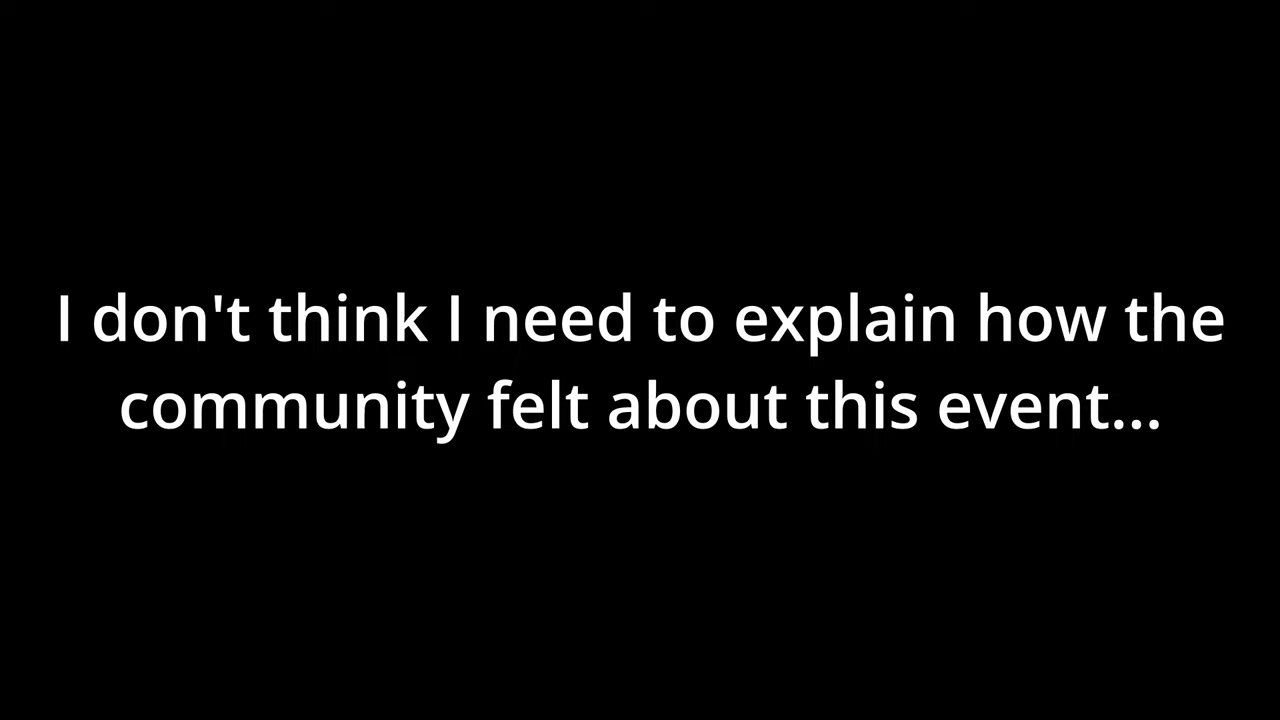 I don't think I need to explain how the
community felt about this event...